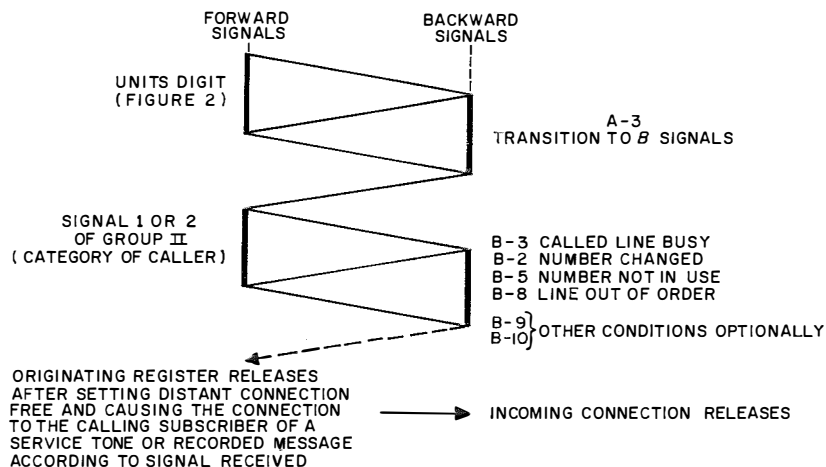 FORWARD
SIGNALS
BACKWARD
SIGNALS
UNITS DIGIT
(FIGURE 2)
A-3
TRANSITION TO B SIGNALS
SIGNAL 1 OR 2
OF GROUP II
(CATEGORY OF CALLER)
B-3 CALLED LINE BUSY
B-2 NUMBER CHANGED
B-5 NUMBER NOT IN USE
B-8 LINE OUT OF ORDER
B-9
B-10
OTHER CONDITIONS OPTIONALLY
ORIGINATING REGISTER RELEASES
AFTER SETTING DISTANT CONNECTION
FREE AND CAUSING THE CONNECTION
TO THE CALLING SUBSCRIBER OF A
SERVICE TONE OR RECORDED MESSAGE
ACCORDING TO SIGNAL RECEIVED
INCOMING CONNECTION RELEASES